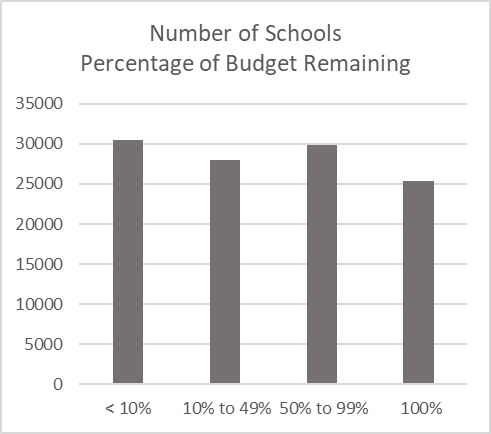 Number of Schools
Percentage of Budget Remaining
35000
30000
25000
20000
15000
10000
5000
0
< 10% 10% to 49% 50% to 99% 100%